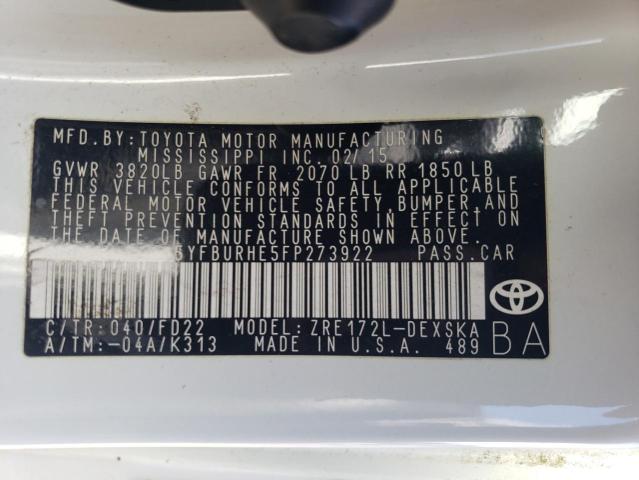 MFD. BY: TOYOTA MOTOR MANUFACTURING
MISSISSIPPI INC. 02/15
GVWR 3820LB GAWR FR 2070 LB RR 1850 LB
THIS VEHICLE CONFORMS TO ALL APPLICABLE
FEDERAL MOTOR VEHICLE SAFETY, BUMPER, AND
THEFT PREVENTION STANDARDS IN EFFECT ON
THE DATE OF MANUFACTURE SHOWN ABOVE.
YFBURHE5FP273922 PASS. CAR
C/TR: 040/FD22 MODEL: ZRE172L-DEXSKA
A/TM:-04A/K313 MADE IN U.S.A. 489
BA